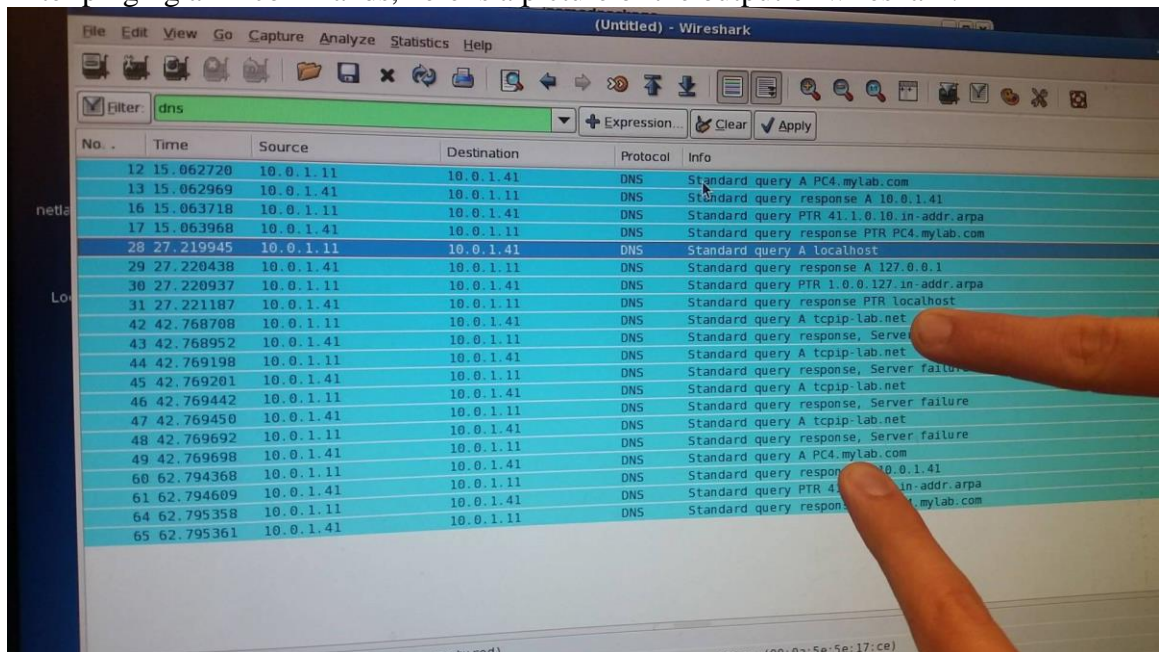 (Untitled) - Wireshark
File Edit View Go Capture Analyze Statistics Help
Filter: dns Expression... Clear Apply
No. . Time Source Destination Protocol Info
12 15.062720 10.0.1.11 10.0.1.41 DNS Standard query A PC4.mylab.com
13 15.062969 10.0.1.41 10.0.1.11 DNS Standard query response A 10.0.1.41
netla
16 15.063718 10.0.1.11 10.0.1.41 DNS Standard query PTR 41.1.0.10.in-addr.arpa
17 15.063968 10.0.1.41 10.0.1.11 DNS Standard query response PTR PC4.mylab.com
28 27.219945 10.0.1.11 10.0.1.41 DNS Standard query A localhost
29 27.220438 10.0.1.41 10.0.1.11 DNS Standard query response A 127.0.0.1
Lo
30 27.220937 10.0.1.11 10.0.1.41 DNS Standard query PTR 1.0.0.127.in-addr.arpa
31 27.221187 10.0.1.41 10.0.1.11 DNS Standard query response PTR localhost
42 42.768708 10.0.1.11 10.0.1.41 DNS Standard query A tcpip-lab.net
43 42.768952 10.0.1.41 10.0.1.11 DNS Standard query response, Serve
44 42.769198 10.0.1.11 10.0.1.41 DNS Standard query A tcpip-lab.net
45 42.769201 10.0.1.41 10.0.1.11 DNS Standard query response, Server failure
46 42.769442 10.0.1.11 10.0.1.41 DNS Standard query A tcpip-lab.net
47 42.769450 10.0.1.41 10.0.1.11 DNS Standard query response, Server failure
48 42.769692 10.0.1.11 10.0.1.41 DNS Standard query A tcpip-lab.net
49 42.769698 10.0.1.41 10.0.1.11 DNS Standard query response, Server failure
60 62.794368 10.0.1.11 10.0.1.41 DNS Standard query A PC4.mylab.com
61 62.794609 10.0.1.41 10.0.1.11 DNS Standard query respon 10.0.1.41
64 62.795358 10.0.1.11 10.0.1.41 DNS Standard query PTR 4 in-addr.arpa
65 62.795361 10.0.1.41 10.0.1.11 DNS Standard query respon .mylab.com